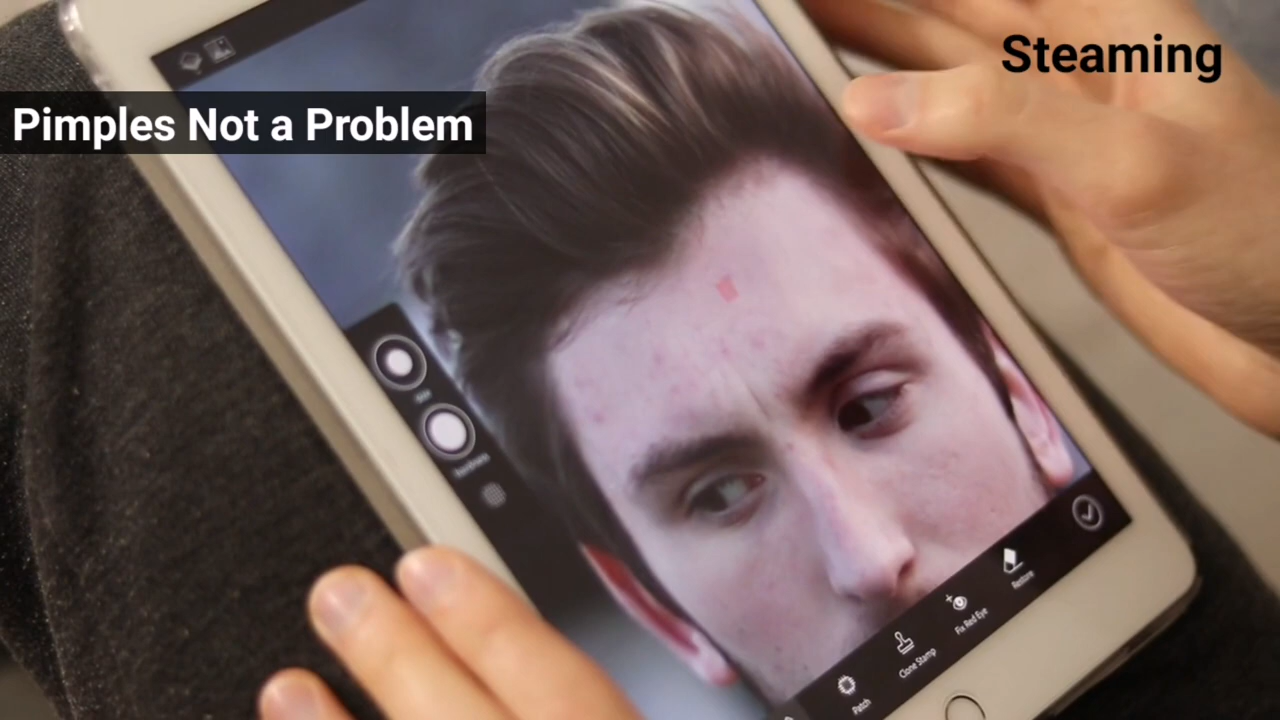 Steaming
Pimples Not a Problem
Restore
Fix Red Eye
Clone Stamp
Patch